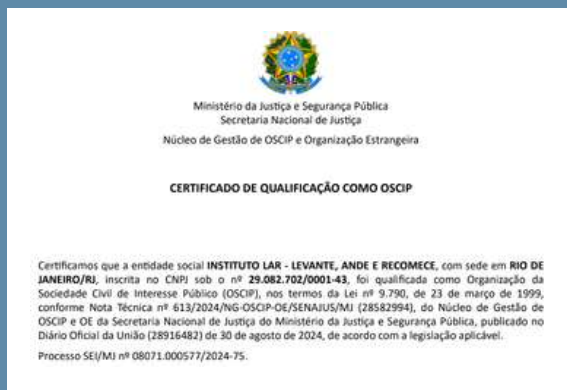 Ministério da Justiça e Segurança Pública
Secretaria Nacional de Justiça
Núcleo de Gestão de OSCIP e Organização Estrangeira
CERTIFICADO DE QUALIFICAÇÃO COMO OSCIP
Certificamos que a entidade social INSTITUTO LAR - LEVANTE, ANDE E RECOMECE, com sede em RIO DE
JANEIRO/RJ, inscrita no CNPJ sob o nº 29.082.702/0001-43, foi qualificada como Organização da
Sociedade Civil de Interesse Público (OSCIP), nos termos da Lei nº 9.790, de 23 de março de 1999,
conforme Nota Técnica nº 613/2024/NG-OSCIP-OE/SENAJUS/MJ (28582994), do Núcleo de Gestão de
OSCIP e OE da Secretaria Nacional de Justiça do Ministério da Justiça e Segurança Pública, publicado no
Diário Oficial da União (28916482) de 30 de agosto de 2024, de acordo com a legislação aplicável.
Processo SEI/MJ nº 08071.000577/2024-75.